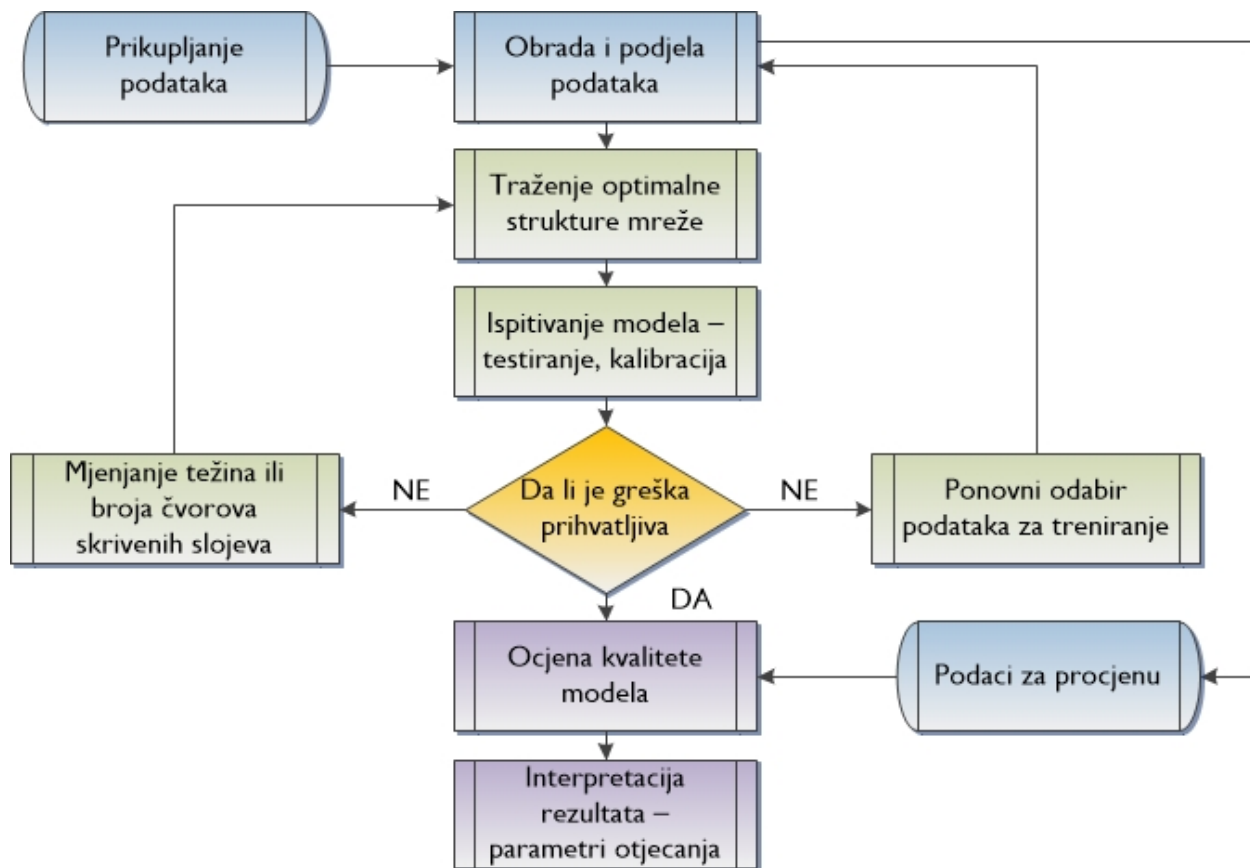 Prikupljanje
podataka
Obrada i podjela
podataka
Traženje optimalne
strukture mreže
Ispitivanje modela –
testiranje, kalibracija
Mjenjanje težina ili
broja čvorova
skrivenih slojeva
NE
Da li je greška
prihvatljiva
NE
Ponovni odabir
podataka za treniranje
DA
Ocjena kvalitete
modela
Podaci za procjenu
Interpretacija
rezultata –
parametri otjecanja